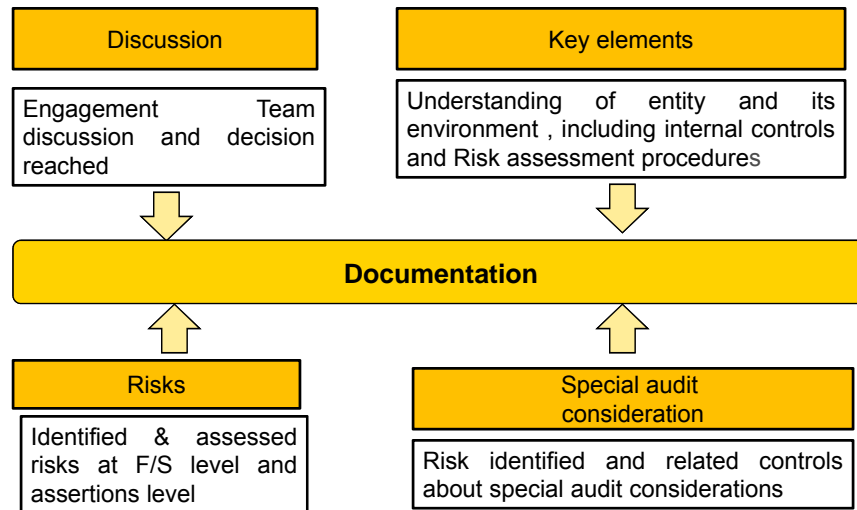 Discussion
Key elements
Engagement Team
discussion and decision
reached
Understanding of entity and its
environment , including internal controls
and Risk assessment procedures
Documentation
Risks
Identified & assessed
risks at F/S level and
assertions level
Special audit
consideration
Risk identified and related controls
about special audit considerations